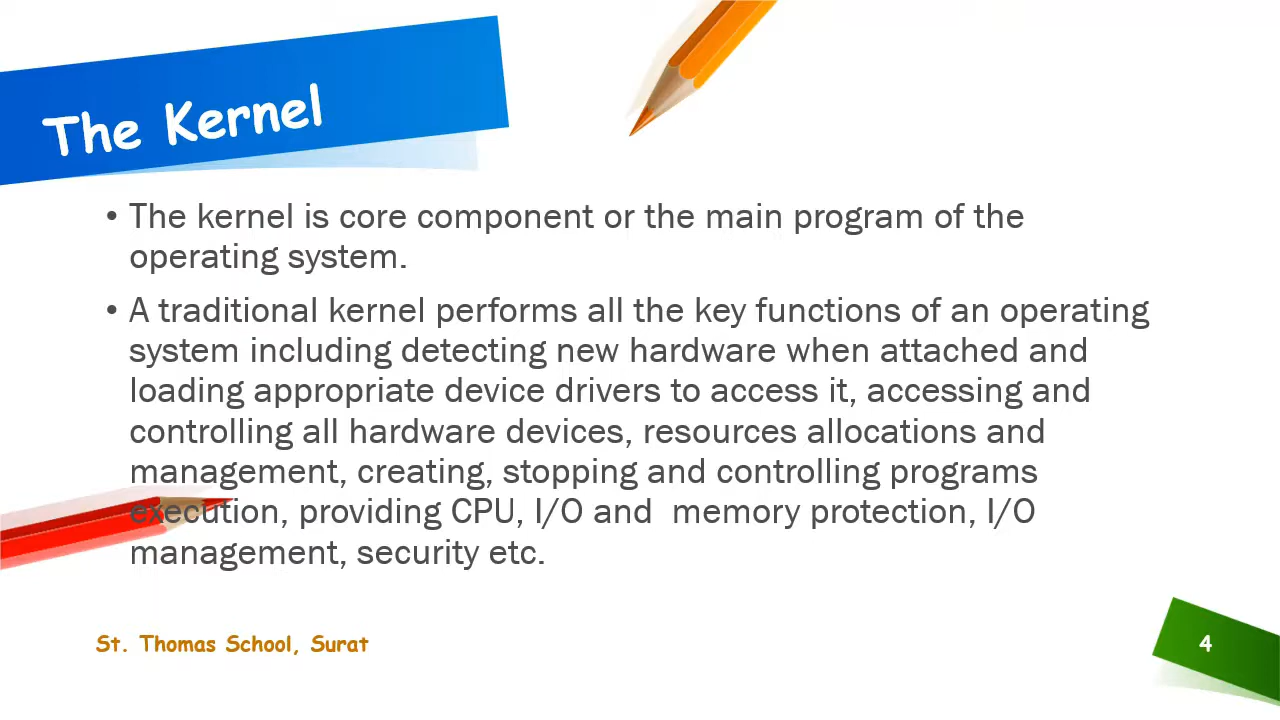 The Kernel
• The kernel is core component or the main program of the
operating system.
• A traditional kernel performs all the key functions of an operating
system including detecting new hardware when attached and
loading appropriate device drivers to access it, accessing and
controlling all hardware devices, resources allocations and
management, creating, stopping and controlling programs
execution, providing CPU, I/O and  memory protection, I/O
management, security etc.
St. Thomas School, Surat
4